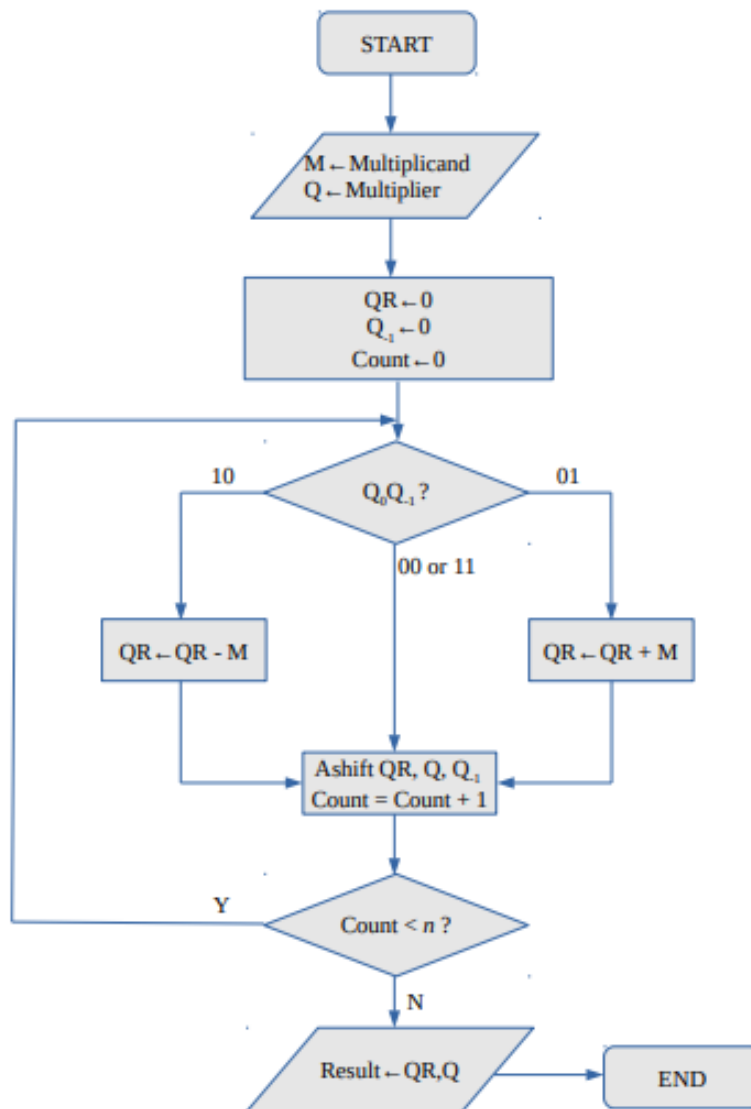 START
M←Multiplicand
Q←Multiplier
QR←0
Q₋₁←0
Count←0
10
Q₀Q₋₁ ?
01
00 or 11
QR←QR - M
QR←QR + M
Ashift QR, Q, Q₋₁
Count = Count + 1
Y
Count < n ?
N
Result←QR,Q
END